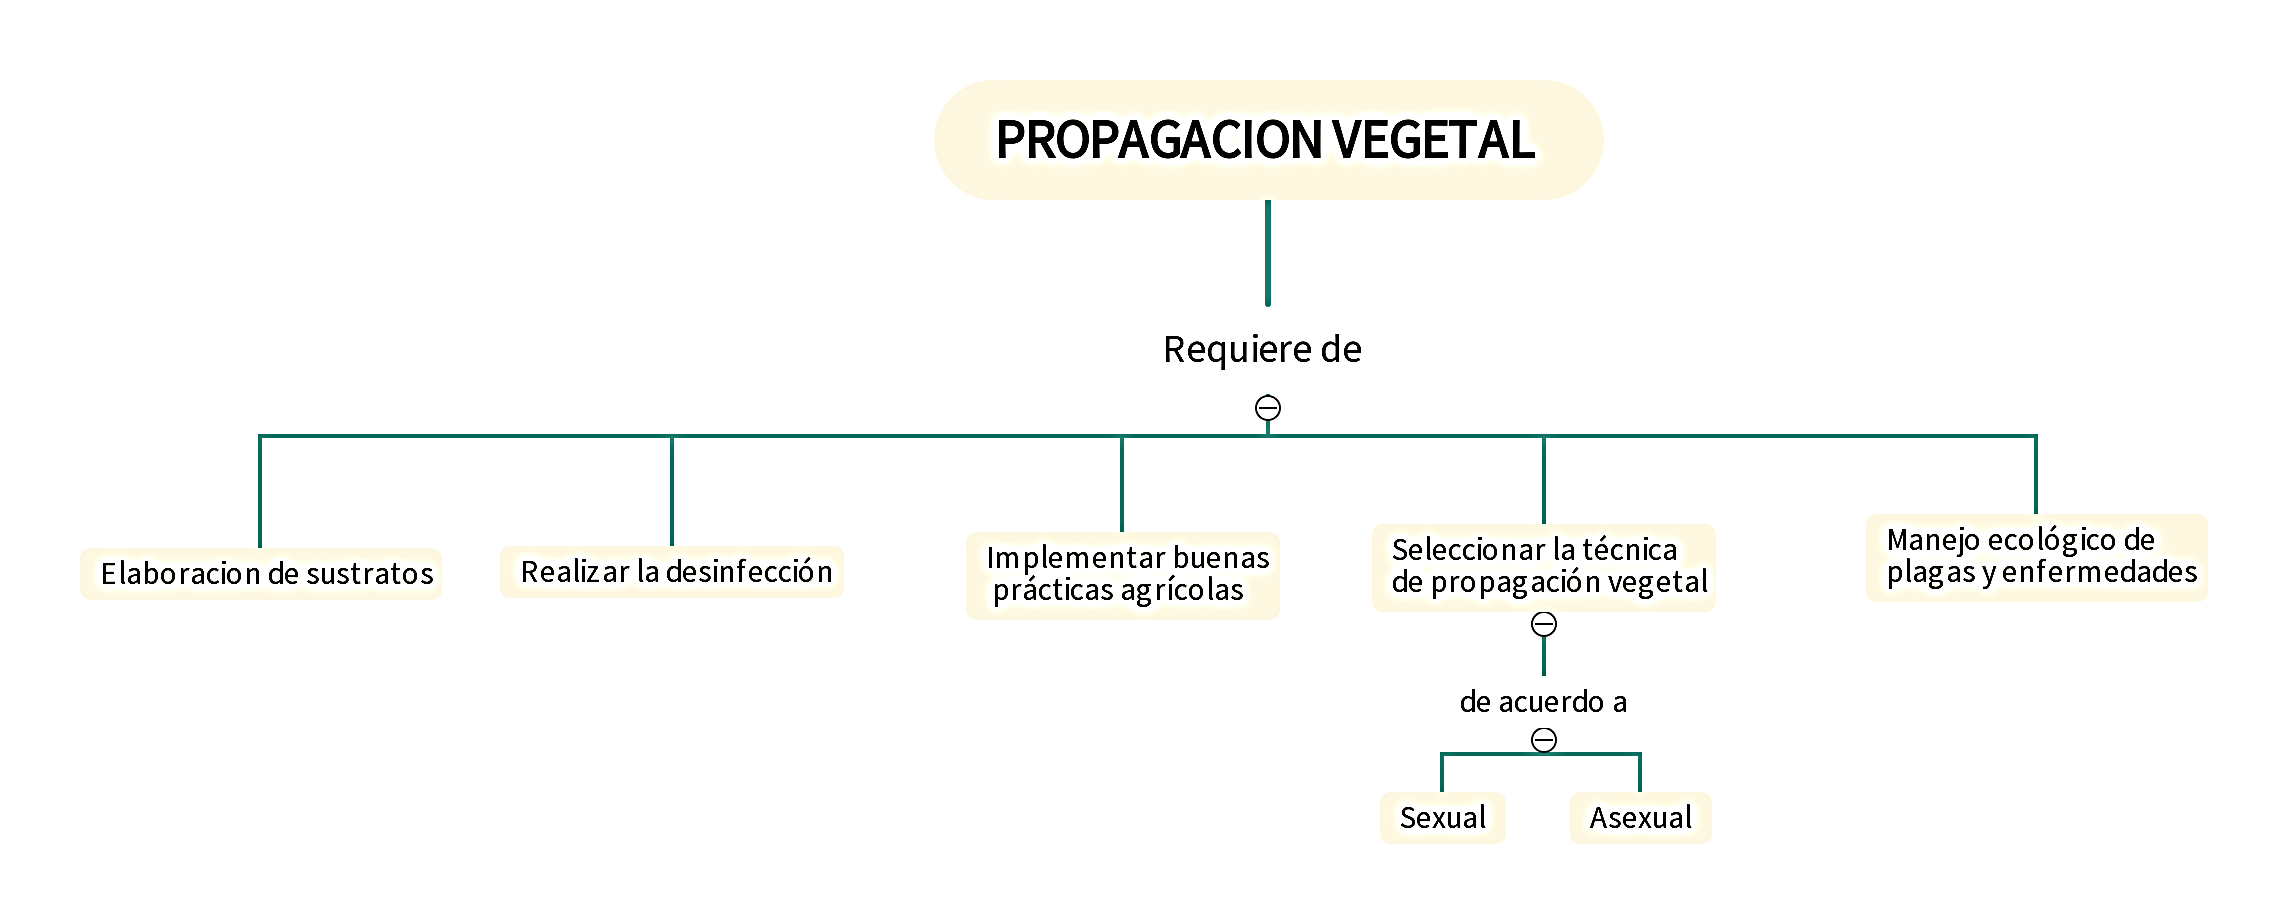 PROPAGACION VEGETAL
Requiere de
Elaboracion de sustratos
Realizar la desinfección
Implementar buenas
prácticas agrícolas
Seleccionar la técnica
de propagación vegetal
Manejo ecológico de
plagas y enfermedades
de acuerdo a
Sexual
Asexual